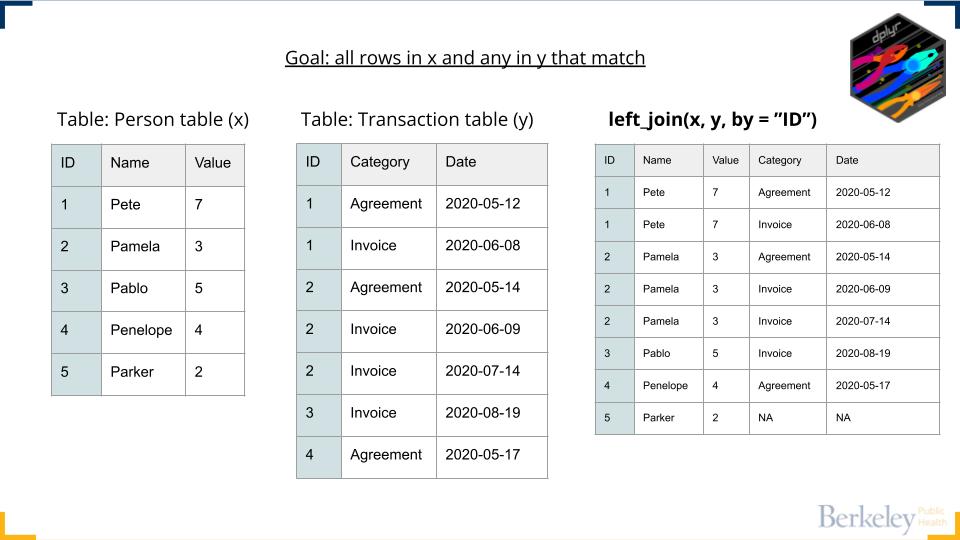 dplyr
Goal: all rows in x and any in y that match
Table: Person table (x)
ID Name Value
1 Pete 7
2 Pamela 3
3 Pablo 5
4 Penelope 4
5 Parker 2
Table: Transaction table (y)
ID Category Date
1 Agreement 2020-05-12
1 Invoice 2020-06-08
2 Agreement 2020-05-14
2 Invoice 2020-06-09
2 Invoice 2020-07-14
3 Invoice 2020-08-19
4 Agreement 2020-05-17
left_join(x, y, by = ”ID”)
ID Name Value Category Date
1 Pete 7 Agreement 2020-05-12
1 Pete 7 Invoice 2020-06-08
2 Pamela 3 Agreement 2020-05-14
2 Pamela 3 Invoice 2020-06-09
2 Pamela 3 Invoice 2020-07-14
3 Pablo 5 Invoice 2020-08-19
4 Penelope 4 Agreement 2020-05-17
5 Parker 2 NA NA
Berkeley Public
Health